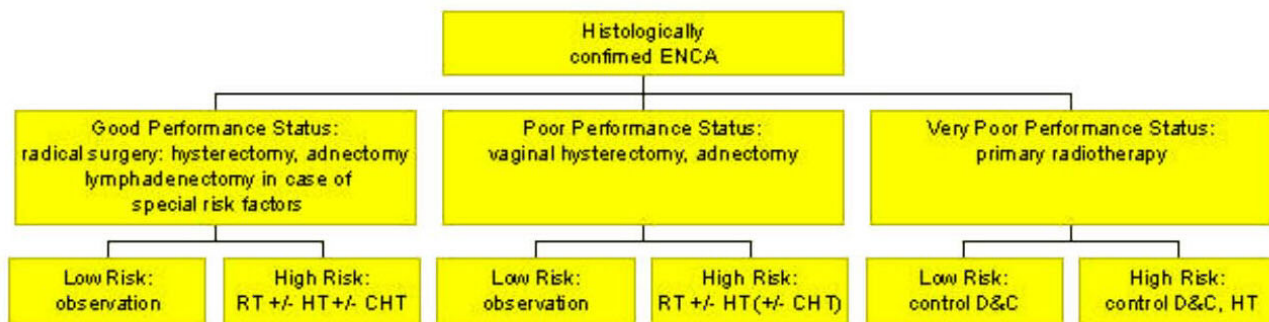 Histologically
confirmed ENCA
Good Performance Status:
radical surgery: hysterectomy, adnectomy
lymphadenectomy in case of
special risk factors
Poor Performance Status:
vaginal hysterectomy, adnectomy
Very Poor Performance Status:
primary radiotherapy
Low Risk:
observation
High Risk:
RT +/- HT +/- CHT
Low Risk:
observation
High Risk:
RT +/- HT (+/- CHT)
Low Risk:
control D&C
High Risk:
control D&C, HT